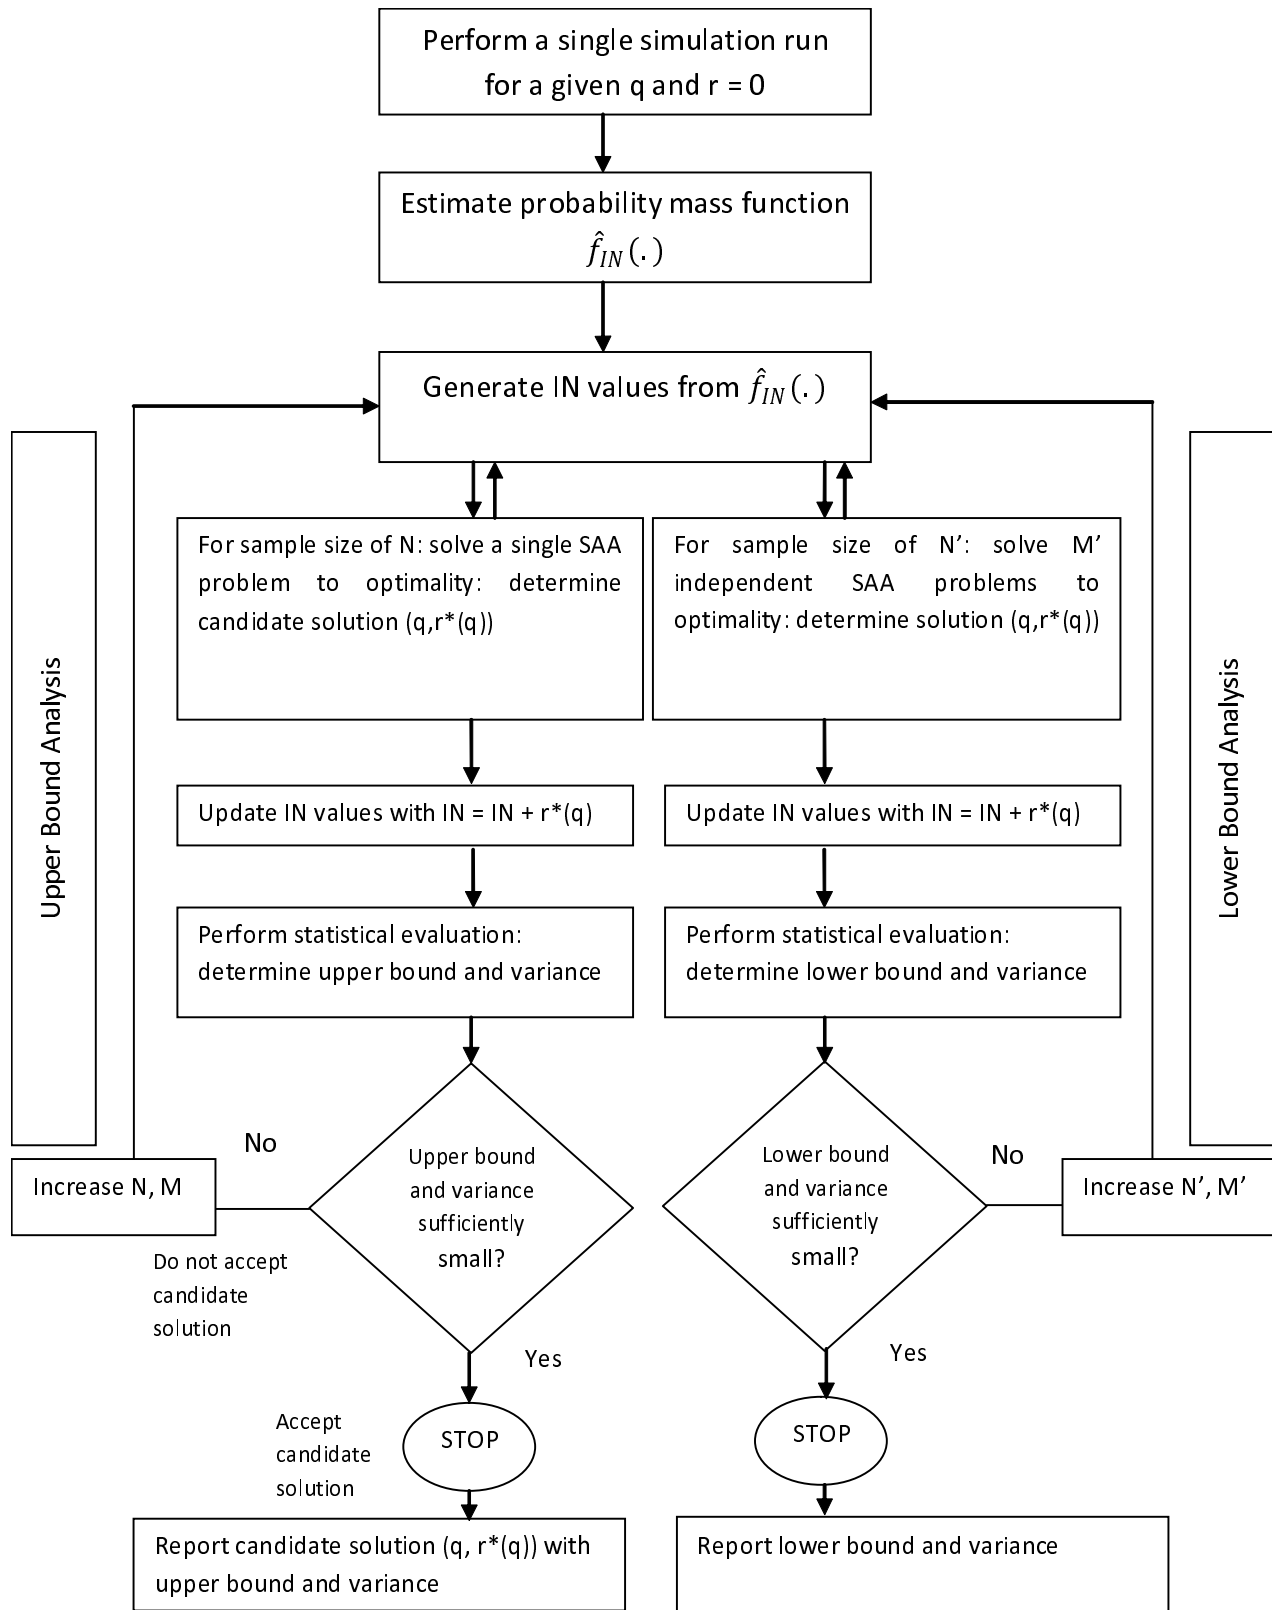 Perform a single simulation run
for a given q and r = 0
Estimate probability mass function
f̂_IN(.)
Generate IN values from f̂_IN(.)
For sample size of N: solve a single SAA
problem to optimality: determine
candidate solution (q,r*(q))
For sample size of N’: solve M’
independent SAA problems to
optimality: determine solution (q,r*(q))
Upper Bound Analysis
Lower Bound Analysis
Update IN values with IN = IN + r*(q)
Update IN values with IN = IN + r*(q)
Perform statistical evaluation:
determine upper bound and variance
Perform statistical evaluation:
determine lower bound and variance
No
Upper bound
and variance
sufficiently
small?
Lower bound
and variance
sufficiently
small?
No
Increase N, M
Increase N’, M’
Do not accept
candidate
solution
Yes
Yes
Accept
candidate
solution
STOP
STOP
Report candidate solution (q, r*(q)) with
upper bound and variance
Report lower bound and variance